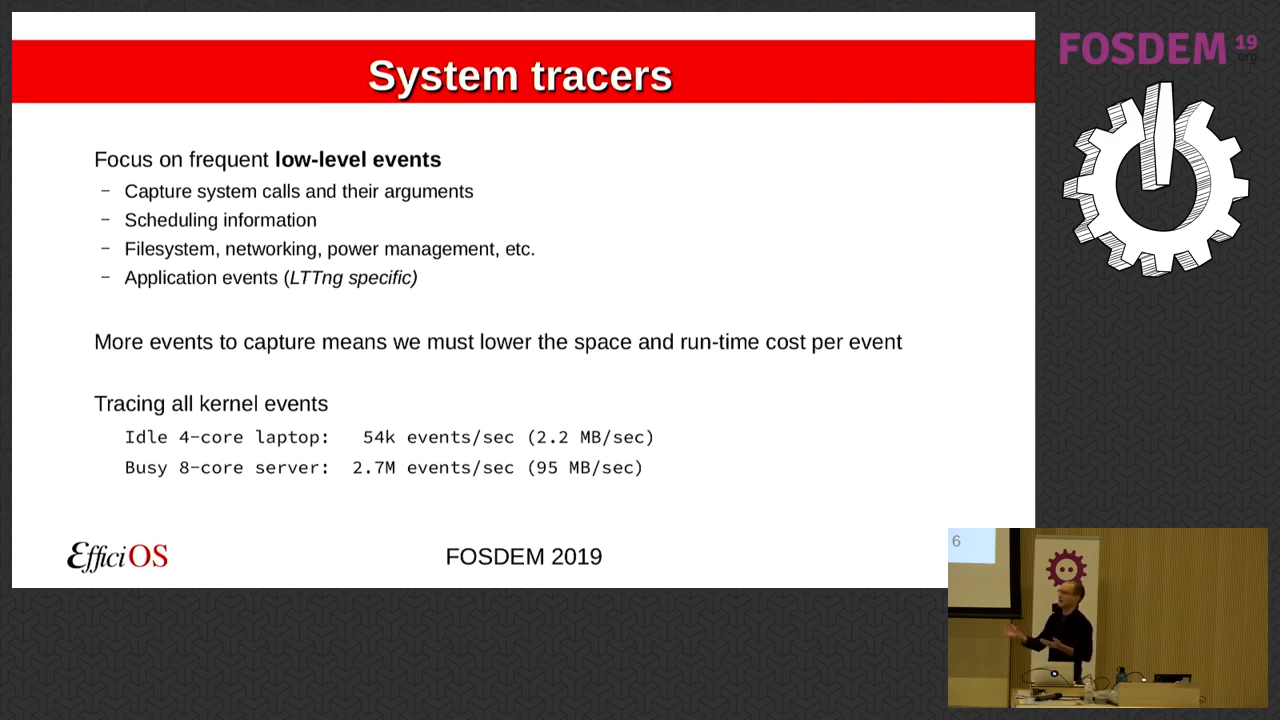 System tracers
Focus on frequent low-level events
– Capture system calls and their arguments
– Scheduling information
– Filesystem, networking, power management, etc.
– Application events (LTTng specific)
More events to capture means we must lower the space and run-time cost per event
Tracing all kernel events
Idle 4-core laptop: 54k events/sec (2.2 MB/sec)
Busy 8-core server: 2.7M events/sec (95 MB/sec)
EfficiOS
FOSDEM 2019
FOSDEM 19
.org
6